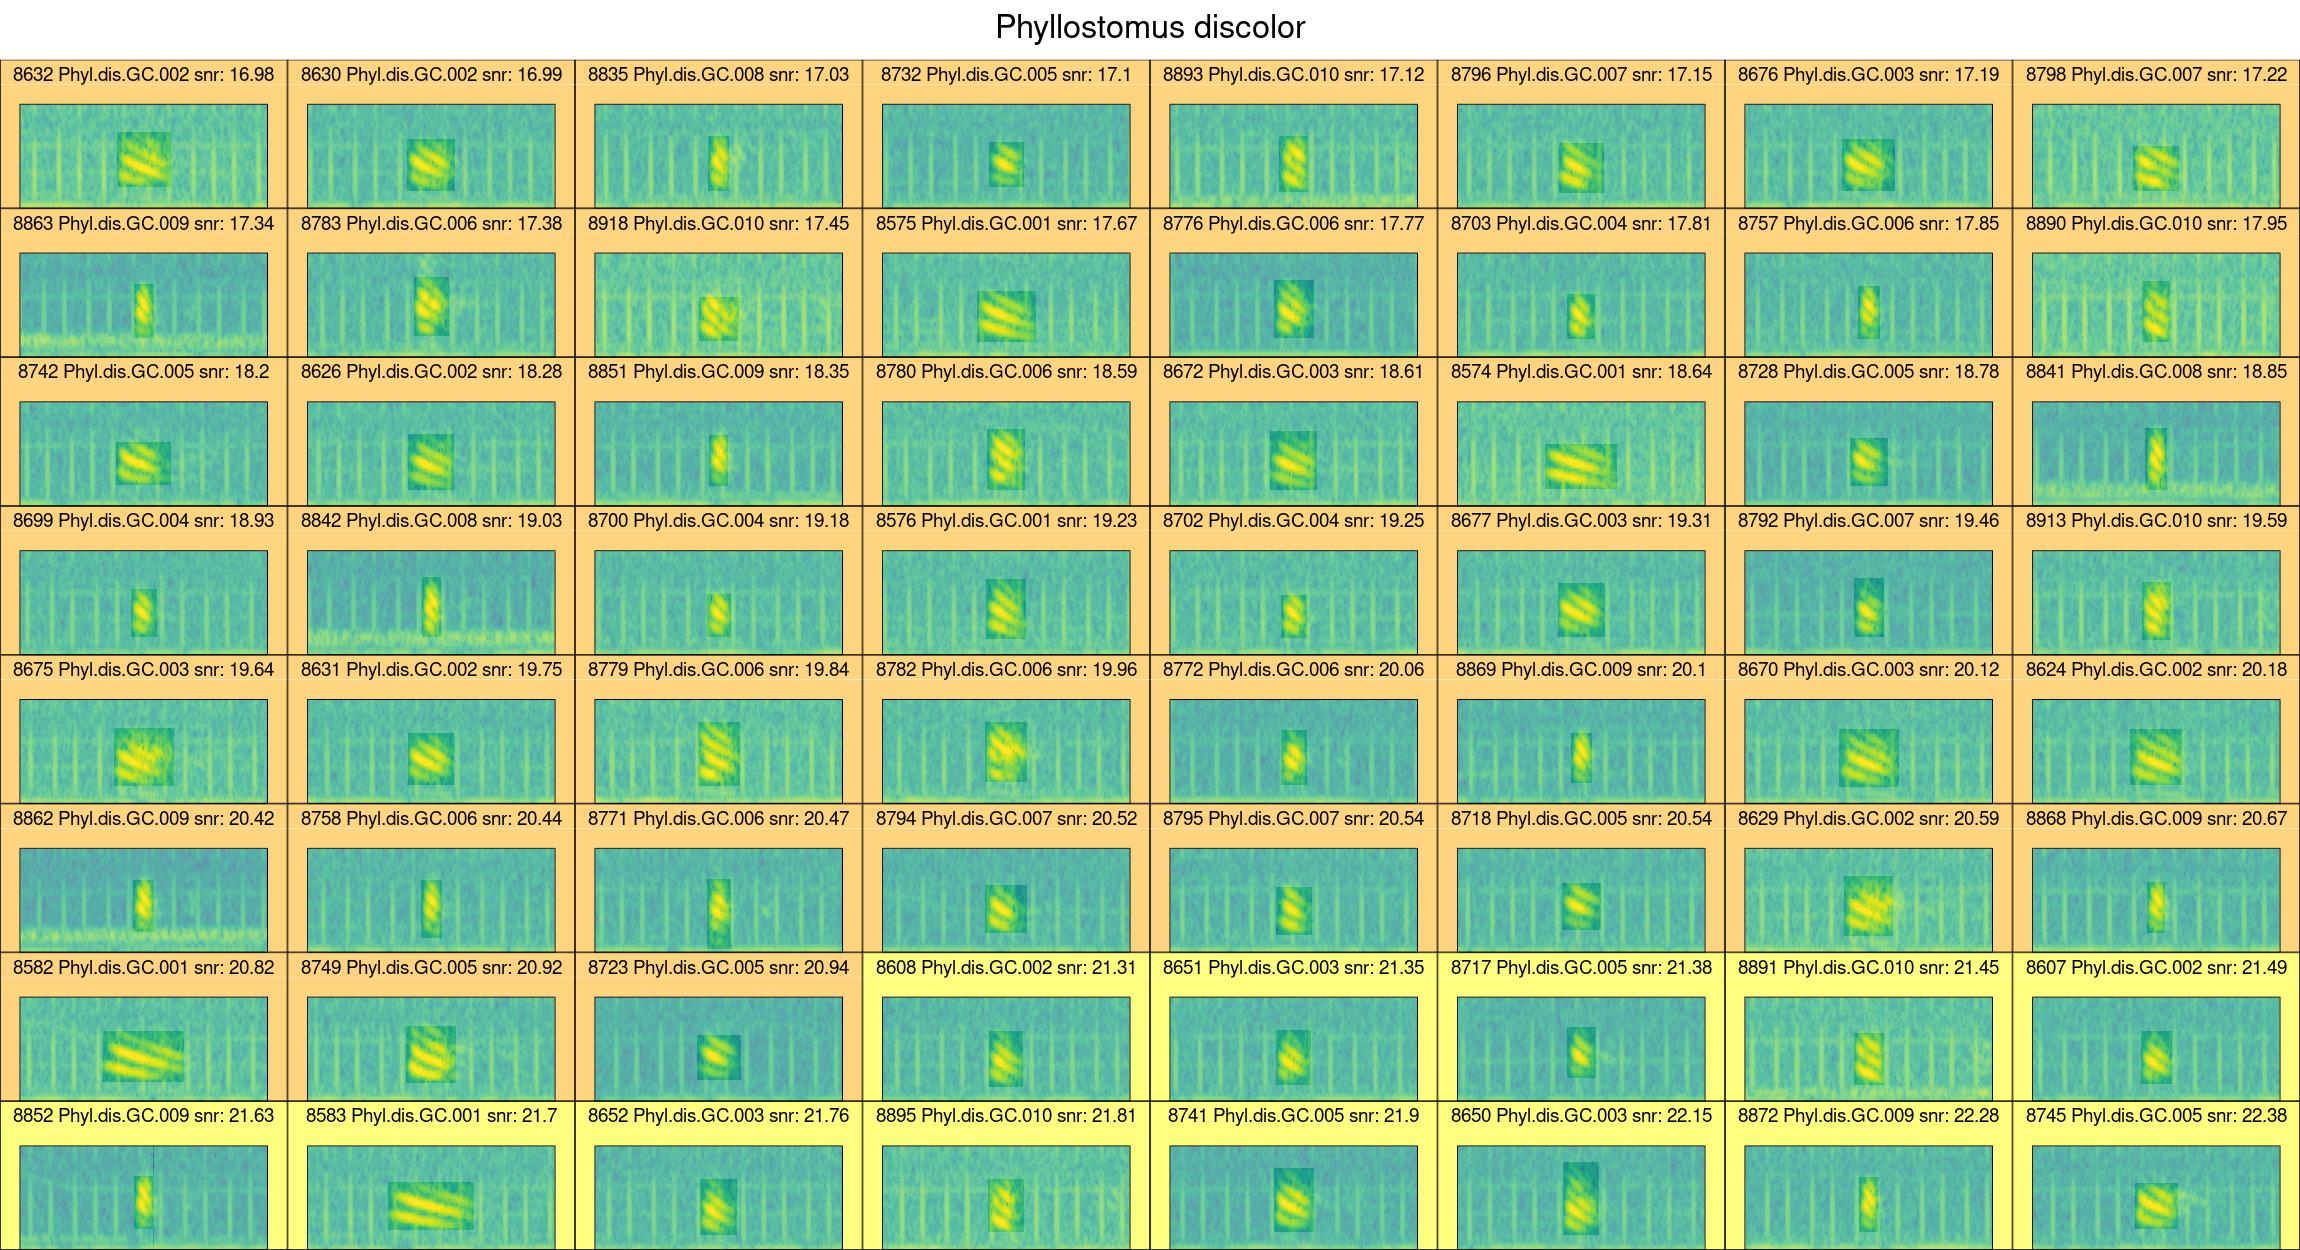 Phyllostomus discolor
8632 Phyl.dis.GC.002 snr: 16.98
8630 Phyl.dis.GC.002 snr: 16.99
8835 Phyl.dis.GC.008 snr: 17.03
8732 Phyl.dis.GC.005 snr: 17.1
8893 Phyl.dis.GC.010 snr: 17.12
8796 Phyl.dis.GC.007 snr: 17.15
8676 Phyl.dis.GC.003 snr: 17.19
8798 Phyl.dis.GC.007 snr: 17.22
8863 Phyl.dis.GC.009 snr: 17.34
8783 Phyl.dis.GC.006 snr: 17.38
8918 Phyl.dis.GC.010 snr: 17.45
8575 Phyl.dis.GC.001 snr: 17.67
8776 Phyl.dis.GC.006 snr: 17.77
8703 Phyl.dis.GC.004 snr: 17.81
8757 Phyl.dis.GC.006 snr: 17.85
8890 Phyl.dis.GC.010 snr: 17.95
8742 Phyl.dis.GC.005 snr: 18.2
8626 Phyl.dis.GC.002 snr: 18.28
8851 Phyl.dis.GC.009 snr: 18.35
8780 Phyl.dis.GC.006 snr: 18.59
8672 Phyl.dis.GC.003 snr: 18.61
8574 Phyl.dis.GC.001 snr: 18.64
8728 Phyl.dis.GC.005 snr: 18.78
8841 Phyl.dis.GC.008 snr: 18.85
8699 Phyl.dis.GC.004 snr: 18.93
8842 Phyl.dis.GC.008 snr: 19.03
8700 Phyl.dis.GC.004 snr: 19.18
8576 Phyl.dis.GC.001 snr: 19.23
8702 Phyl.dis.GC.004 snr: 19.25
8677 Phyl.dis.GC.003 snr: 19.31
8792 Phyl.dis.GC.007 snr: 19.46
8913 Phyl.dis.GC.010 snr: 19.59
8675 Phyl.dis.GC.003 snr: 19.64
8631 Phyl.dis.GC.002 snr: 19.75
8779 Phyl.dis.GC.006 snr: 19.84
8782 Phyl.dis.GC.006 snr: 19.96
8772 Phyl.dis.GC.006 snr: 20.06
8869 Phyl.dis.GC.009 snr: 20.1
8670 Phyl.dis.GC.003 snr: 20.12
8624 Phyl.dis.GC.002 snr: 20.18
8862 Phyl.dis.GC.009 snr: 20.42
8758 Phyl.dis.GC.006 snr: 20.44
8771 Phyl.dis.GC.006 snr: 20.47
8794 Phyl.dis.GC.007 snr: 20.52
8795 Phyl.dis.GC.007 snr: 20.54
8718 Phyl.dis.GC.005 snr: 20.54
8629 Phyl.dis.GC.002 snr: 20.59
8868 Phyl.dis.GC.009 snr: 20.67
8582 Phyl.dis.GC.001 snr: 20.82
8749 Phyl.dis.GC.005 snr: 20.92
8723 Phyl.dis.GC.005 snr: 20.94
8608 Phyl.dis.GC.002 snr: 21.31
8651 Phyl.dis.GC.003 snr: 21.35
8717 Phyl.dis.GC.005 snr: 21.38
8891 Phyl.dis.GC.010 snr: 21.45
8607 Phyl.dis.GC.002 snr: 21.49
8852 Phyl.dis.GC.009 snr: 21.63
8583 Phyl.dis.GC.001 snr: 21.7
8652 Phyl.dis.GC.003 snr: 21.76
8895 Phyl.dis.GC.010 snr: 21.81
8741 Phyl.dis.GC.005 snr: 21.9
8650 Phyl.dis.GC.003 snr: 22.15
8872 Phyl.dis.GC.009 snr: 22.28
8745 Phyl.dis.GC.005 snr: 22.38